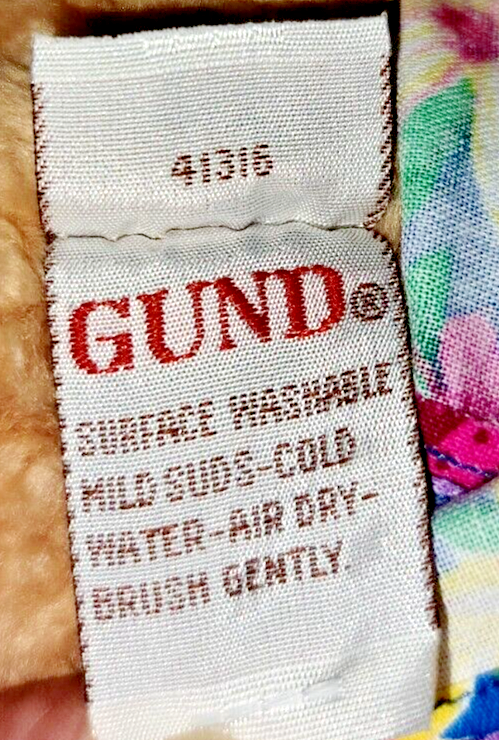 41316
GUND®
SURFACE WASHABLE
MILD SUDS-COLD
WATER-AIR DRY-
BRUSH GENTLY.